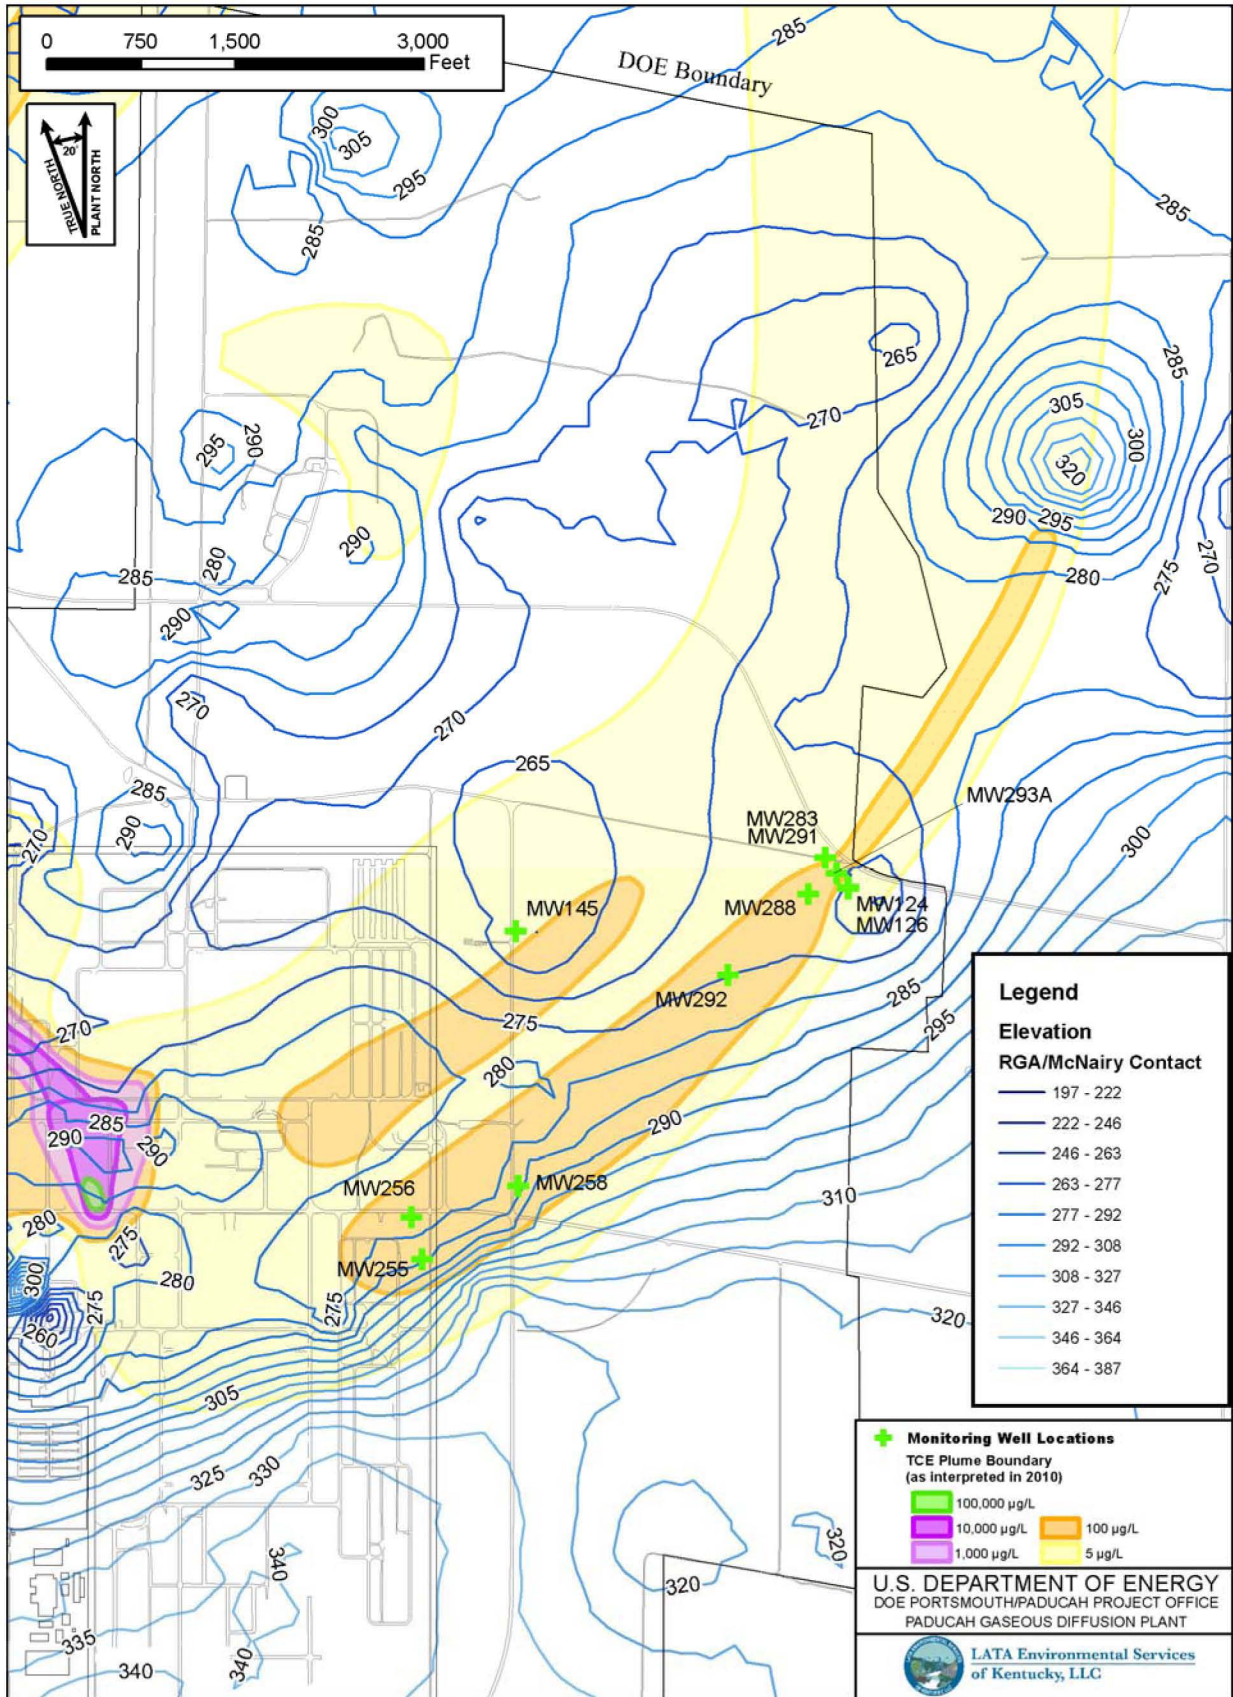 0 750 1,500 3,000
Feet
DOE Boundary
TRUE NORTH
20°
PLANT NORTH
285
300
305
295
285
285
265
270
285
305
300
320
290
295
280
275
270
290
295
290
280
285
290
270
270
265
285
290
270
MW293A
MW283
MW291
300
MW145
MW288
MW124
MW126
MW292
285
295
270
275
280
285
290
290
290
MW256
MW258
310
280
275
MW255
280
300
275
275
260
320
305
325
330
340
320
320
335
340
340
Legend
Elevation
RGA/McNairy Contact
197 - 222
222 - 246
246 - 263
263 - 277
277 - 292
292 - 308
308 - 327
327 - 346
346 - 364
364 - 387
Monitoring Well Locations
TCE Plume Boundary
(as interpreted in 2010)
100,000 µg/L
10,000 µg/L 100 µg/L
1,000 µg/L 5 µg/L
U.S. DEPARTMENT OF ENERGY
DOE PORTSMOUTH/PADUCAH PROJECT OFFICE
PADUCAH GASEOUS DIFFUSION PLANT
LATA Environmental Services
of Kentucky, LLC